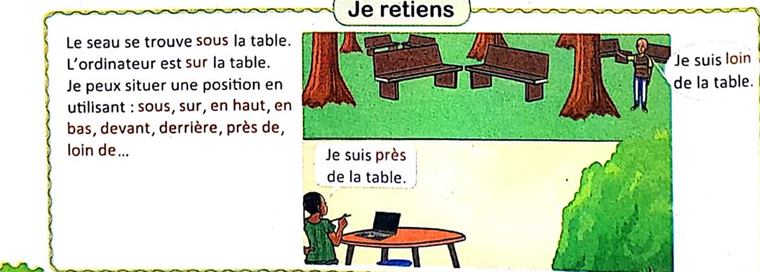 Je retiens
Le seau se trouve sous la table.
L'ordinateur est sur la table.
Je peux situer une position en
utilisant : sous, sur, en haut, en
bas, devant, derrière, près de,
loin de...
Je suis loin
de la table.
Je suis près
de la table.